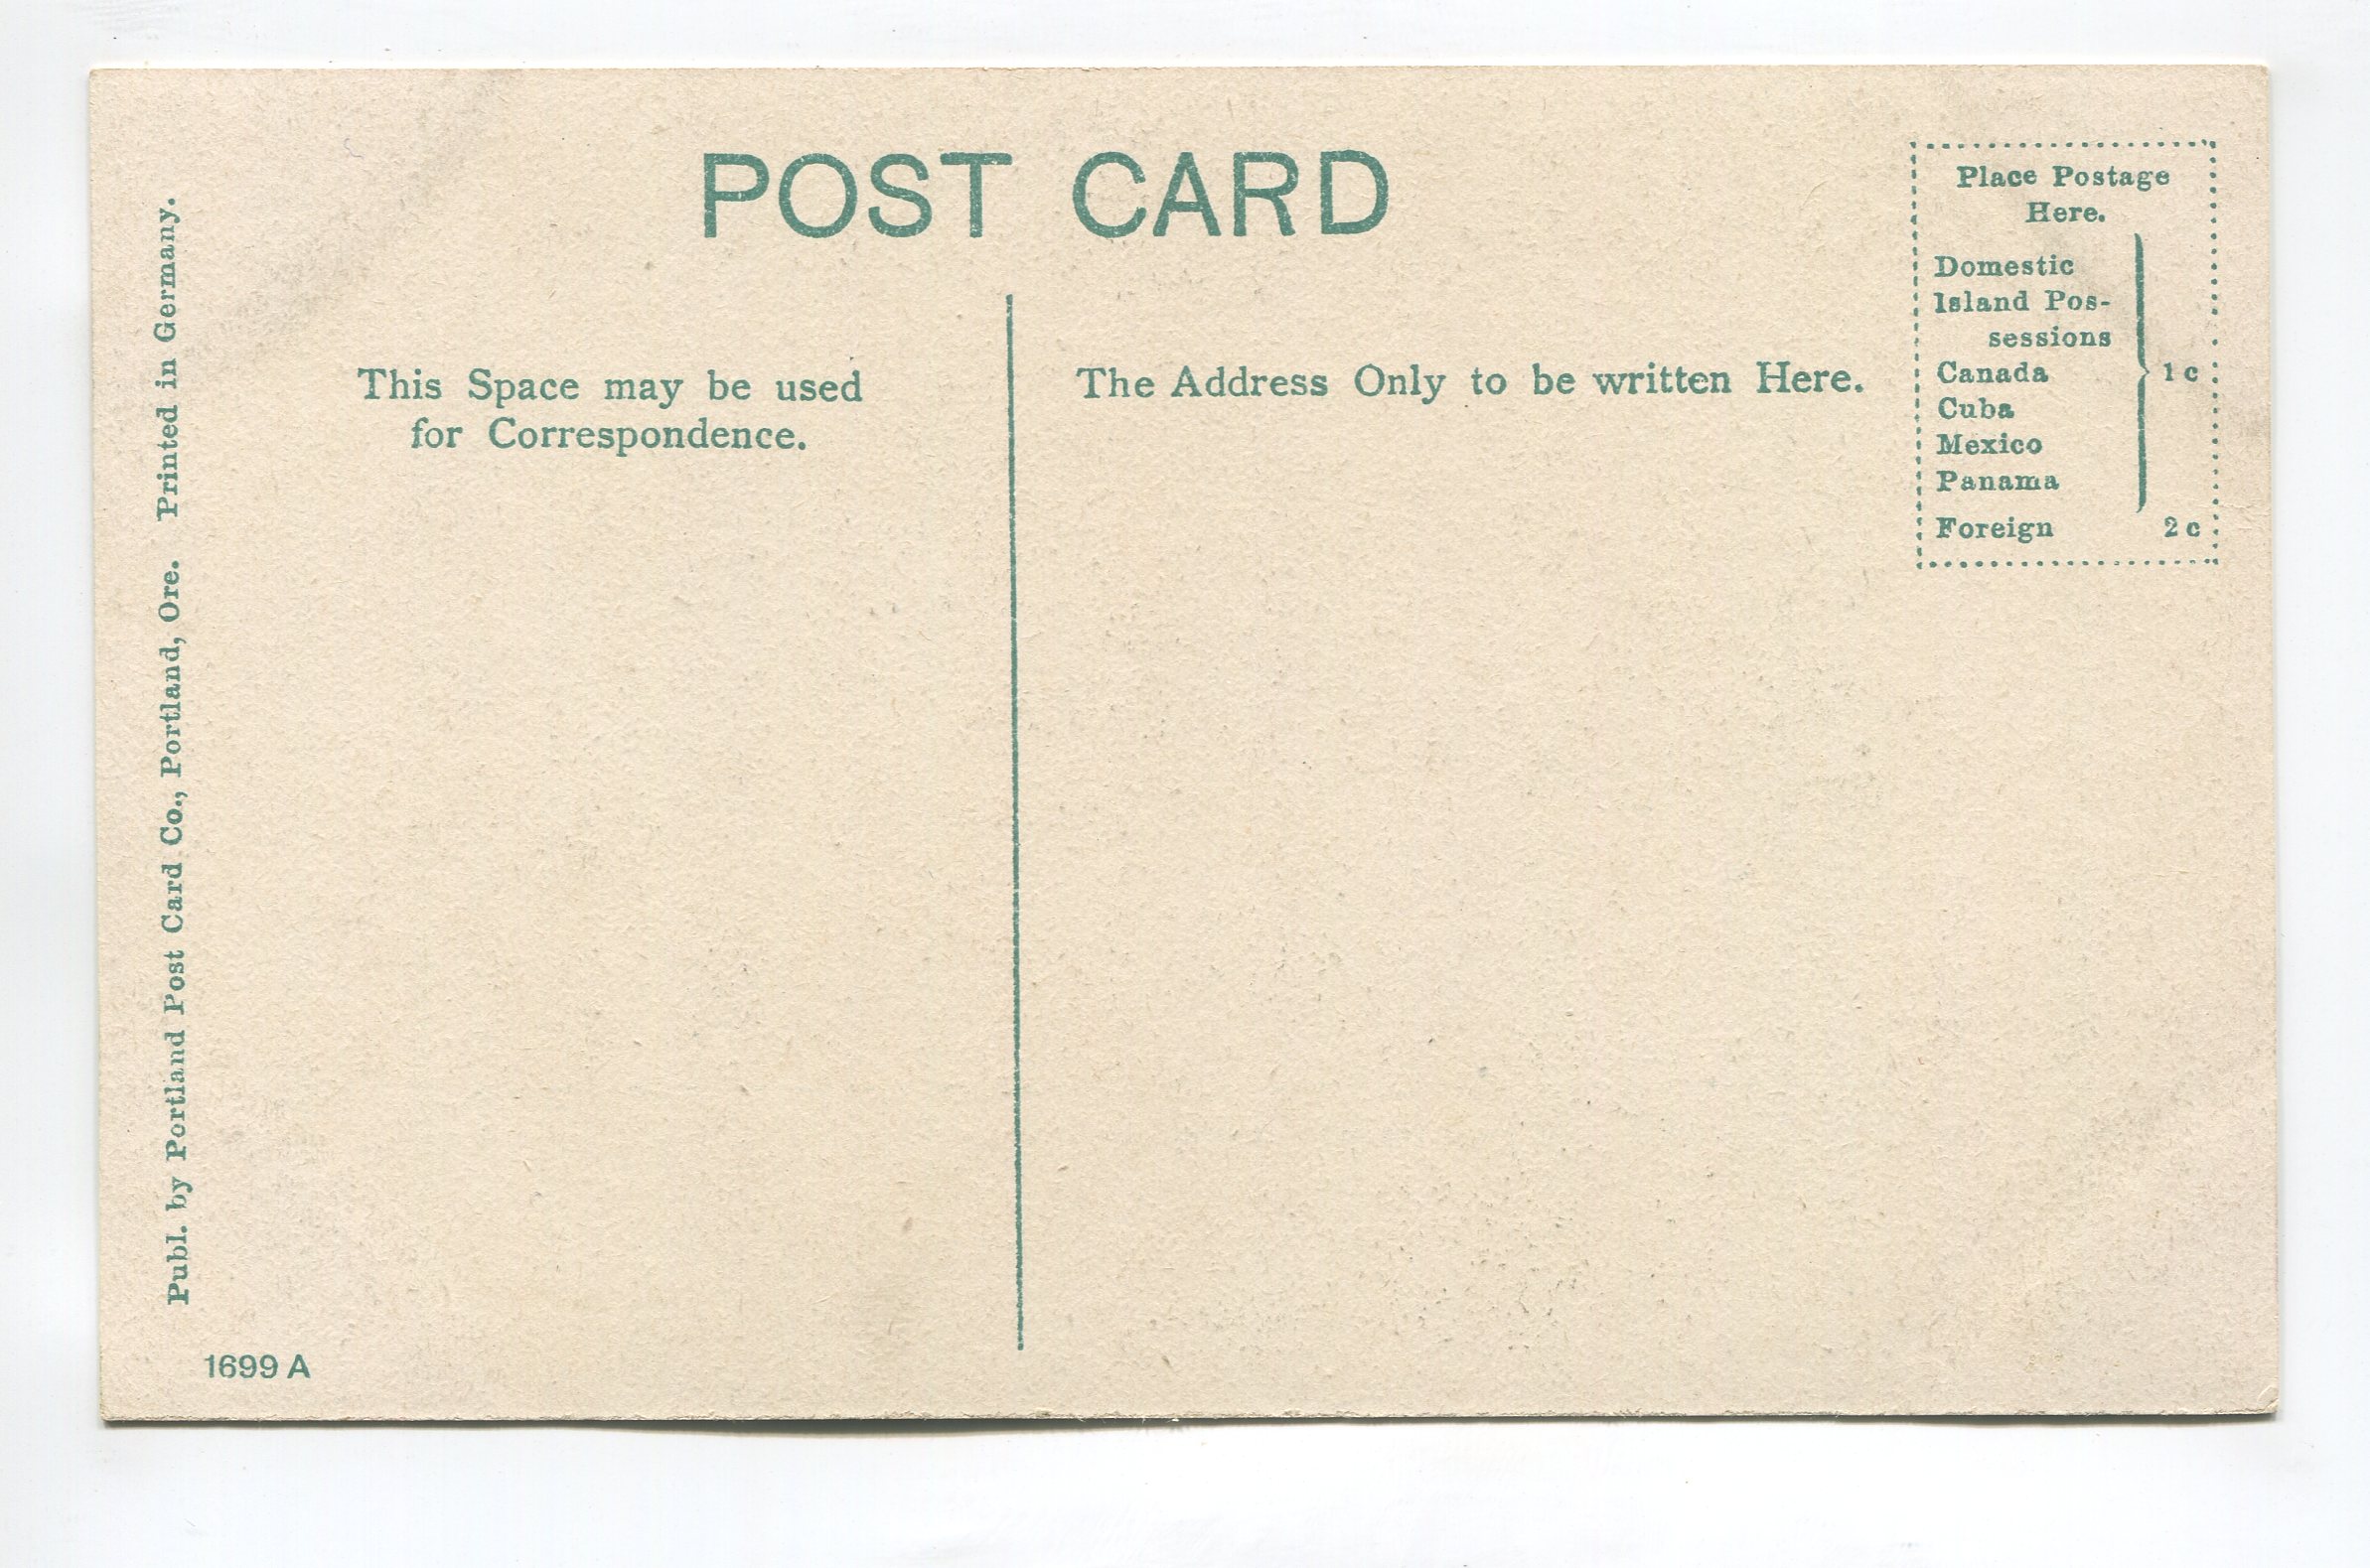 POST CARD
Place Postage
Here.
Domestic
Island Pos-
sessions
Canada
Cuba
Mexico
Panama
1 c
Foreign 2 c
This Space may be used
for Correspondence.
The Address Only to be written Here.
Publ. by Portland Post Card Co., Portland, Ore. Printed in Germany.
1699 A